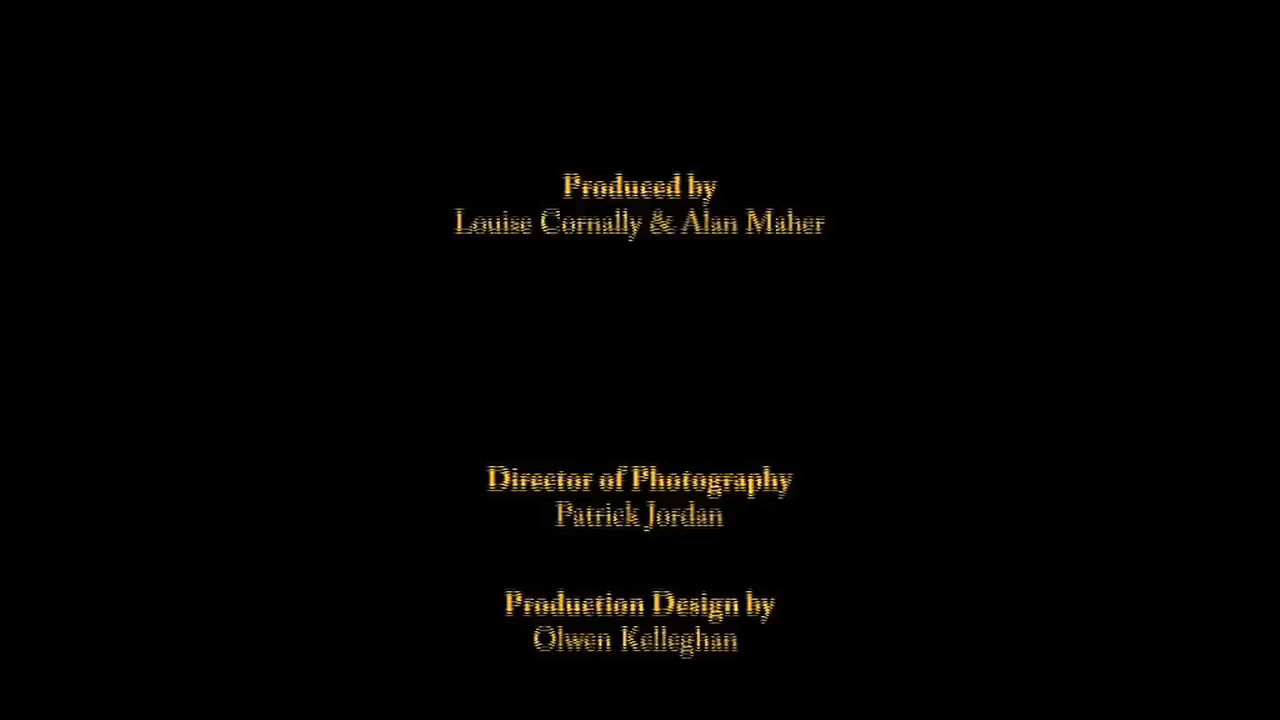 Produced by
Louise Cornally & Alan Maher
Director of Photography
Patrick Jordan
Production Design by
Olwen Kelleghan